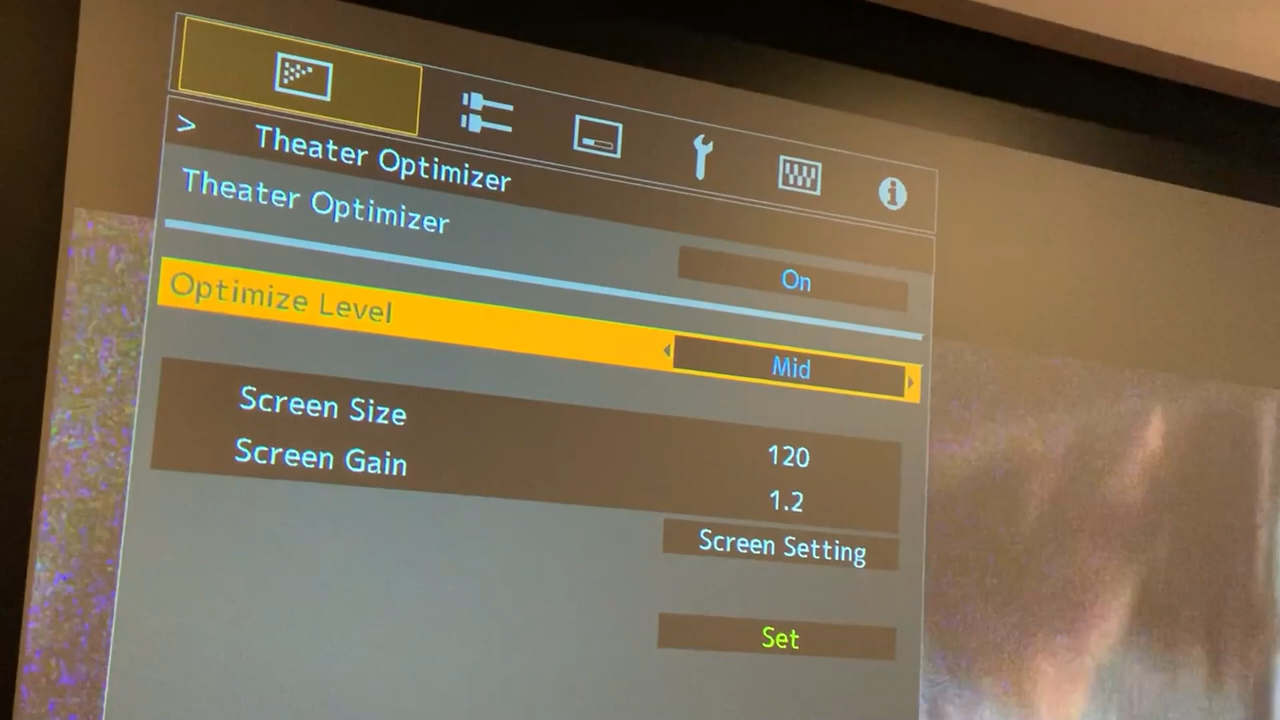 > Theater Optimizer
Theater Optimizer On
Optimize Level Mid
Screen Size 120
Screen Gain 1.2
Screen Setting
Set